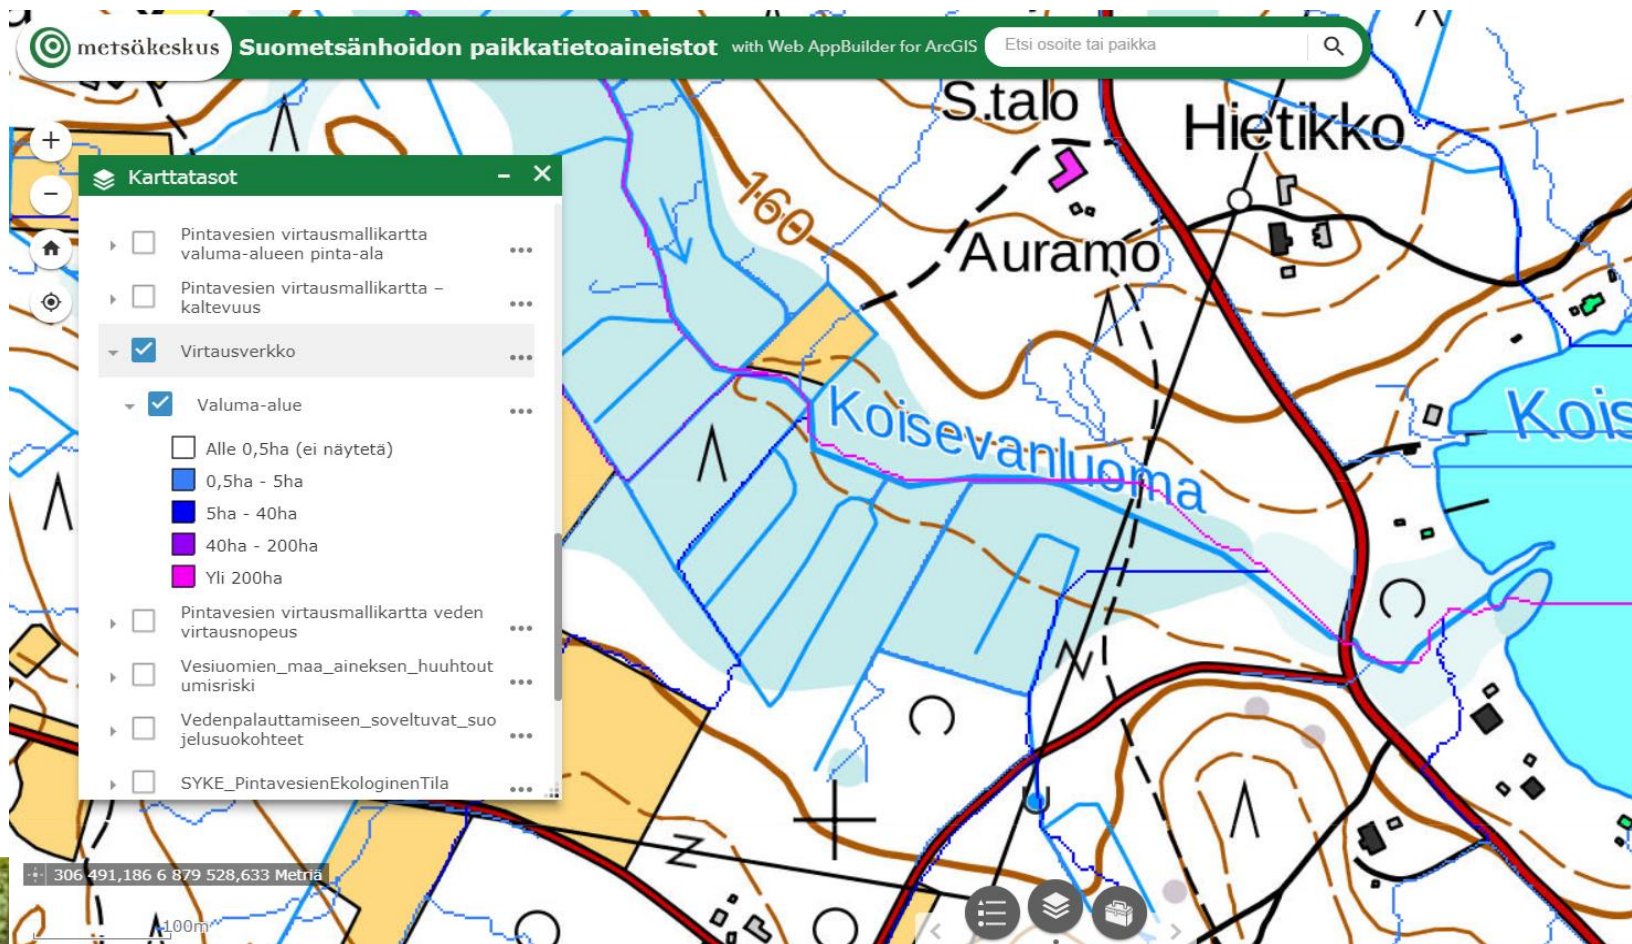 metsäkeskus
Suometsänhoidon paikkatietoaineistot with Web AppBuilder for ArcGIS
Etsi osoite tai paikka
S.talo
Hietikko
+
−
Karttatasot
Pintavesien virtausmallikartta
valuma-alueen pinta-ala
Pintavesien virtausmallikartta –
kaltevuus
Virtausverkko
Valuma-alue
Alle 0,5ha (ei näytetä)
0,5ha - 5ha
5ha - 40ha
40ha - 200ha
Yli 200ha
Pintavesien virtausmallikartta veden
virtausnopeus
Vesiuomien_maa_aineksen_huuhtout
umisriski
Vedenpalauttamiseen_soveltuvat_suo
jelusuokohteet
SYKE_PintavesienEkologinenTila
160
Auramo
Koisevanluoma
Kois
306 491,186 6 879 528,633 Metriä
100m